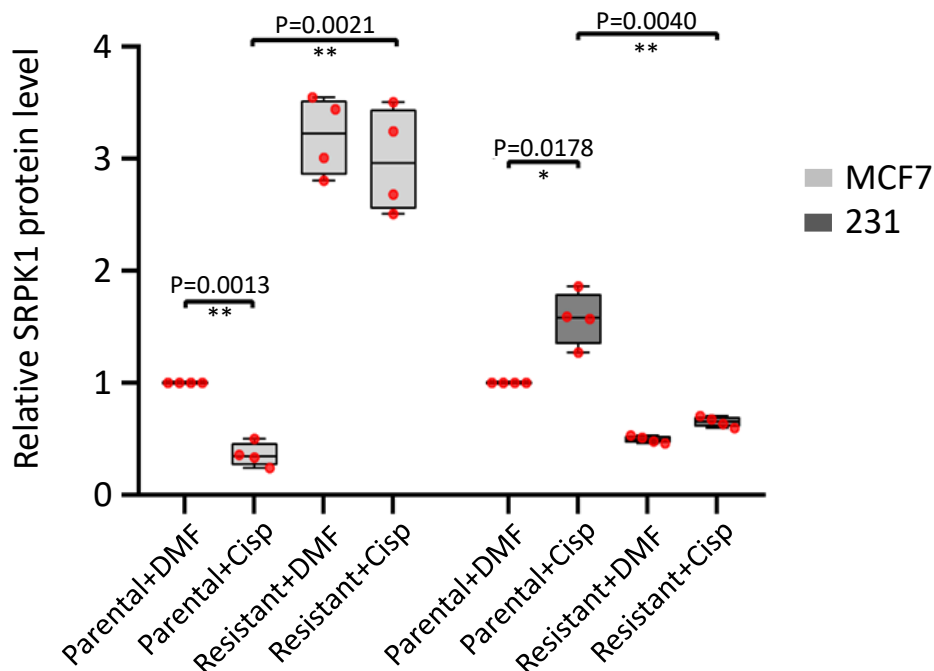 Relative SRPK1 protein level
4
3
2
1
0
P=0.0021
**
P=0.0040
**
P=0.0178
*
P=0.0013
**
MCF7
231
Parental+DMF
Parental+Cisp
Resistant+DMF
Resistant+Cisp
Parental+DMF
Parental+Cisp
Resistant+DMF
Resistant+Cisp